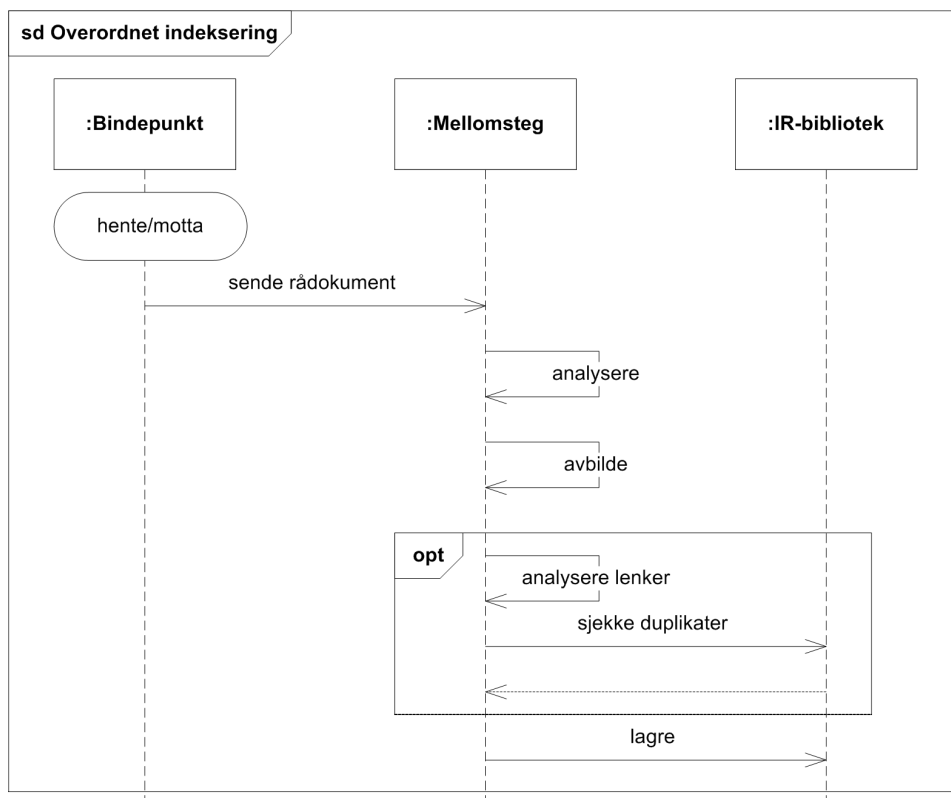 sd Overordnet indeksering
:Bindepunkt
:Mellomsteg
:IR-bibliotek
hente/motta
sende rådokument
analysere
avbilde
opt
analysere lenker
sjekke duplikater
lagre